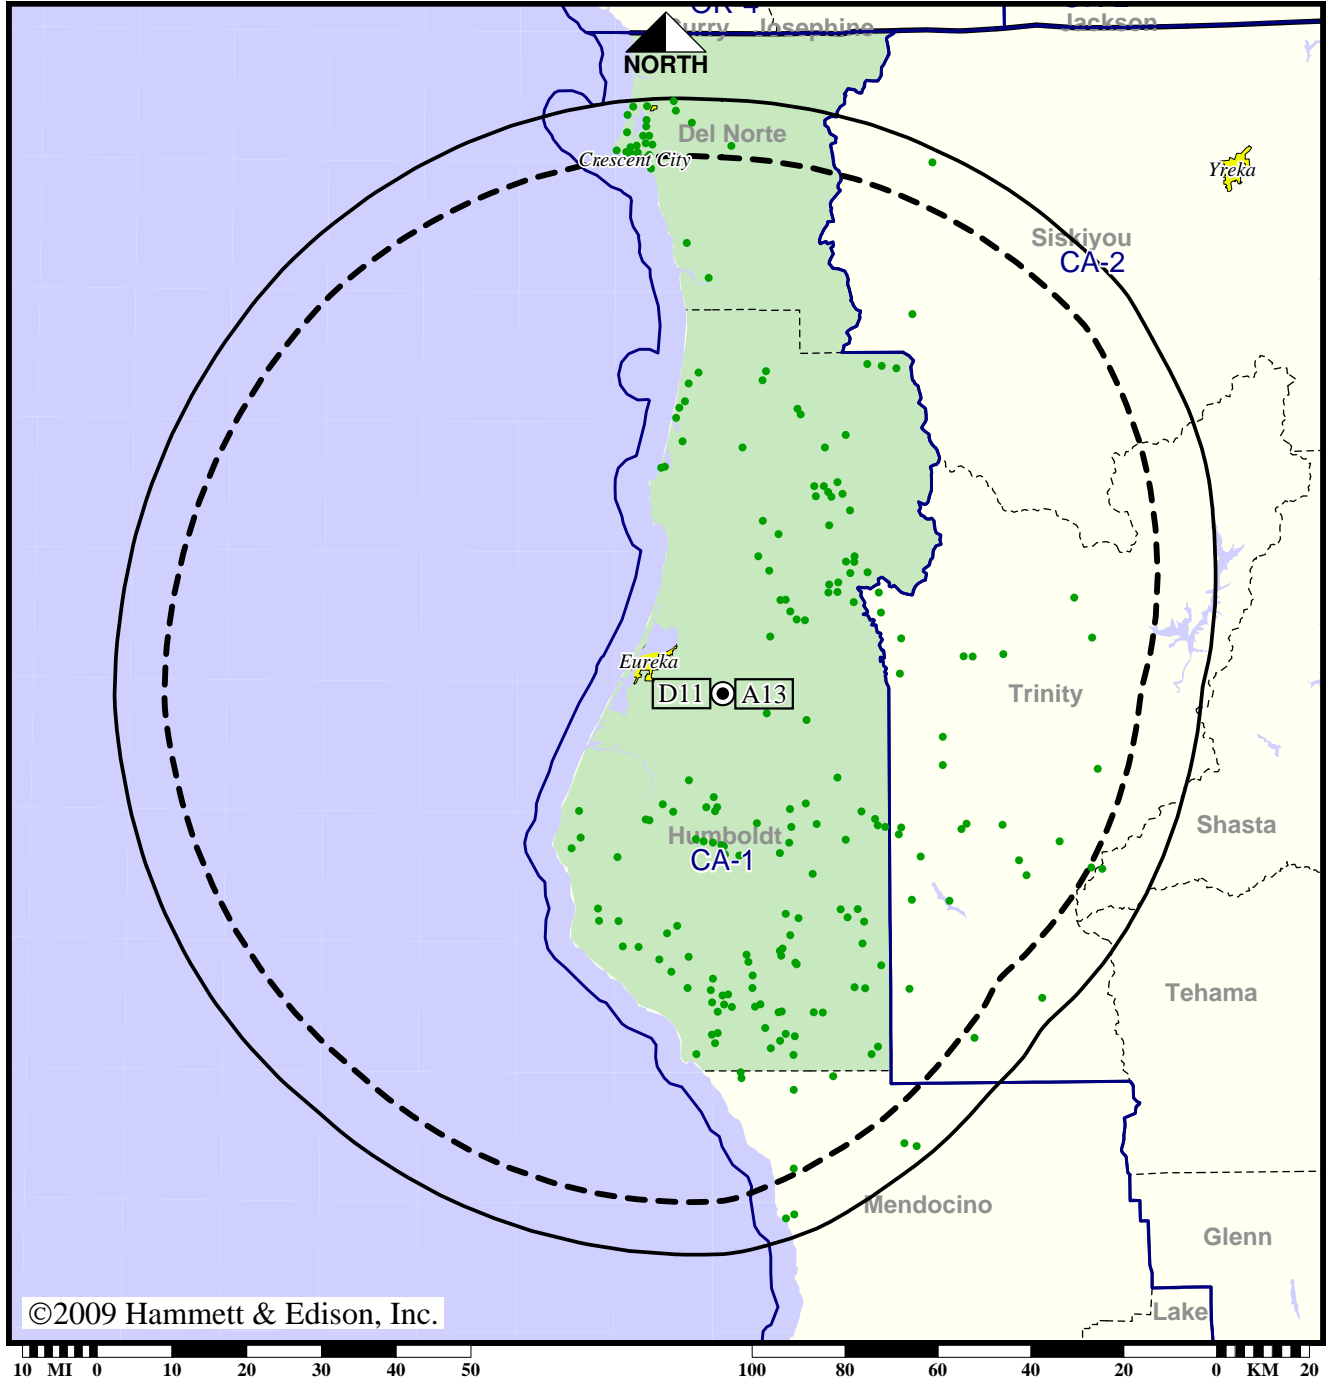 Curry
Josephine
Jackson
NORTH
Del Norte
Crescent City
Yreka
Siskiyou
CA-2
Eureka
D11
A13
Trinity
Shasta
Humboldt
CA-1
Tehama
Mendocino
Glenn
Lake
©2009 Hammett & Edison, Inc.
10 MI 0 10 20 30 40 50
100 80 60 40 20 0 KM 20